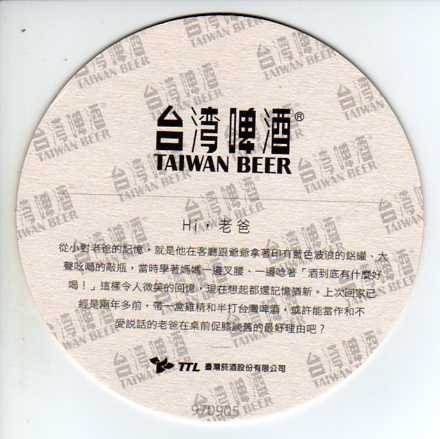 台湾啤酒®
TAIWAN BEER
Hi，老爸
從小對老爸的記憶，就是他在客廳跟爺爺拿著印有藍色波浪的鋁罐、大
聲吆喝的敲瓶，當時學著媽媽一邊叉腰、一邊唸著「酒到底有什麼好
喝！」這樣令人微笑的回憶，現在想起都還記憶猶新。上次回家已
經是兩年多前，帶一盒雞精和半打台灣啤酒，或許能當作和不
愛說話的老爸在桌前促膝談舊的最好理由吧？
TTL 臺灣菸酒股份有限公司
970905